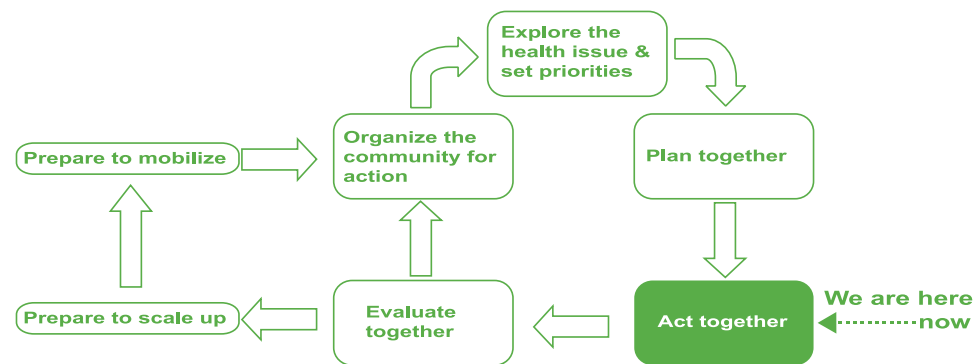 Explore the
health issue &
set priorities
Prepare to mobilize
Organize the
community for
action
Plan together
Prepare to scale up
Evaluate
together
Act together
We are here
now